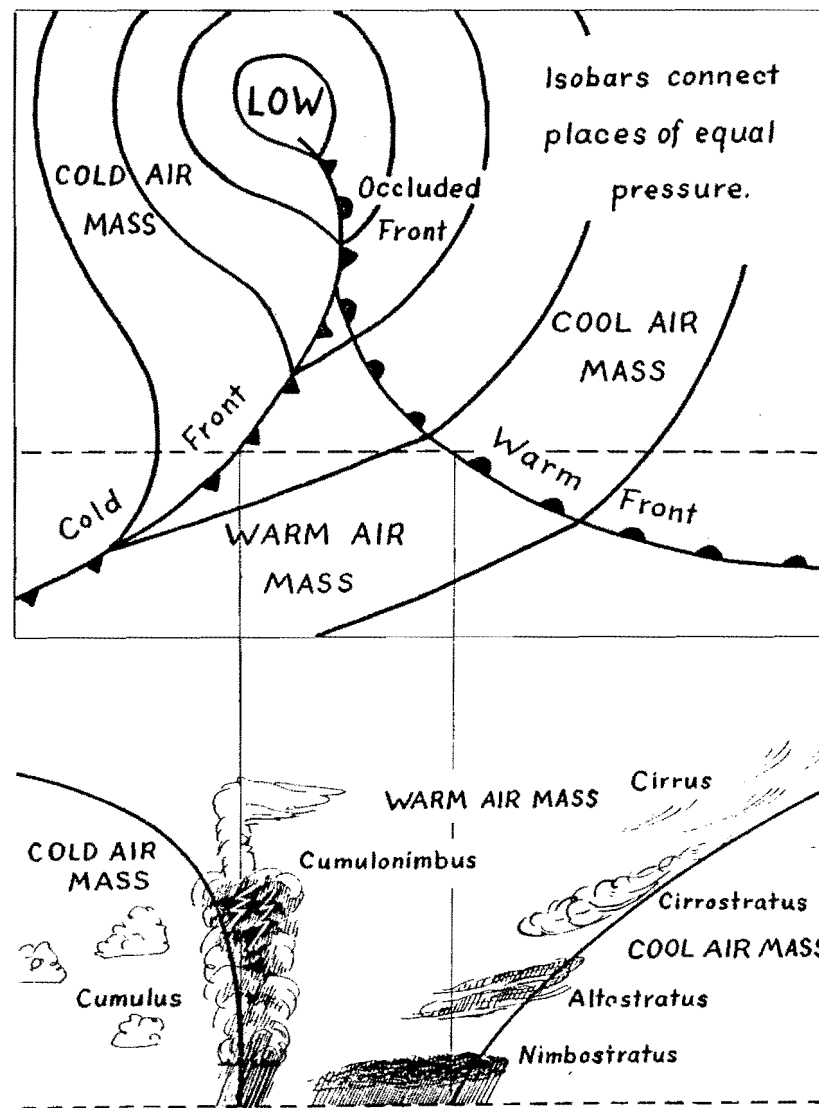 LOW
Isobars connect
places of equal
pressure.
COLD AIR
MASS
Occluded
Front
COOL AIR
MASS
Cold Front
Warm Front
WARM AIR
MASS
WARM AIR MASS
Cirrus
COLD AIR
MASS
Cumulonimbus
Cirrostratus
COOL AIR MASS
Cumulus
Altostratus
Nimbostratus